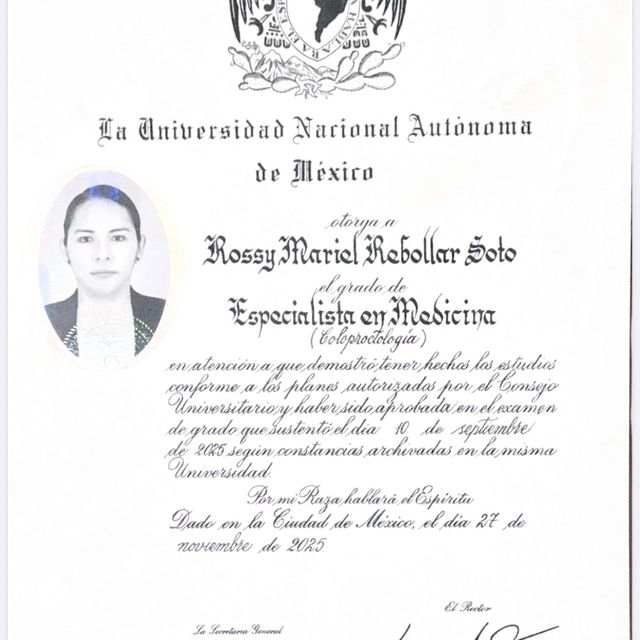 HABLARA EL ESP
La Universidad Nacional Autónoma
de México
otorga a
Rossy Mariel Rebollar Soto
el grado de
Especialista en Medicina
(Coloproctología)
en atención a que demostró tener hechos los estudios
conforme a los planes autorizados por el Consejo
Universitario y haber sido aprobada en el examen
de grado que sustentó el día 10 de septiembre
de 2025 según constancias archivadas en la misma
Universidad.
Por mi Raza hablará el Espíritu
Dado en la Ciudad de México, el día 27 de
noviembre de 2025
El Rector
La Secretaria General